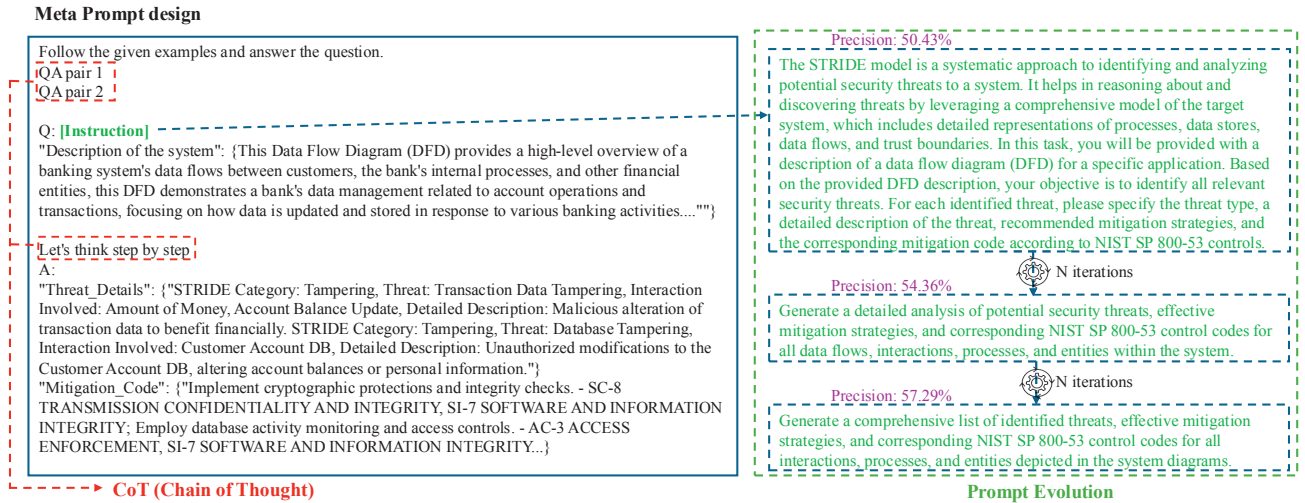 Meta Prompt design
Follow the given examples and answer the question.
QA pair 1
QA pair 2
Q: [Instruction]
"Description of the system": {This Data Flow Diagram (DFD) provides a high-level overview of a
banking system's data flows between customers, the bank's internal processes, and other financial
entities, this DFD demonstrates a bank's data management related to account operations and
transactions, focusing on how data is updated and stored in response to various banking activities....""}
Let's think step by step
A:
"Threat_Details": {"STRIDE Category: Tampering, Threat: Transaction Data Tampering, Interaction
Involved: Amount of Money, Account Balance Update, Detailed Description: Malicious alteration of
transaction data to benefit financially. STRIDE Category: Tampering, Threat: Database Tampering,
Interaction Involved: Customer Account DB, Detailed Description: Unauthorized modifications to the
Customer Account DB, altering account balances or personal information."}
"Mitigation_Code": {"Implement cryptographic protections and integrity checks. - SC-8
TRANSMISSION CONFIDENTIALITY AND INTEGRITY, SI-7 SOFTWARE AND INFORMATION
INTEGRITY; Employ database activity monitoring and access controls. - AC-3 ACCESS
ENFORCEMENT, SI-7 SOFTWARE AND INFORMATION INTEGRITY...}
CoT (Chain of Thought)
Precision: 50.43%
The STRIDE model is a systematic approach to identifying and analyzing
potential security threats to a system. It helps in reasoning about and
discovering threats by leveraging a comprehensive model of the target
system, which includes detailed representations of processes, data stores,
data flows, and trust boundaries. In this task, you will be provided with a
description of a data flow diagram (DFD) for a specific application. Based
on the provided DFD description, your objective is to identify all relevant
security threats. For each identified threat, please specify the threat type, a
detailed description of the threat, recommended mitigation strategies, and
the corresponding mitigation code according to NIST SP 800-53 controls.
N iterations
Precision: 54.36%
Generate a detailed analysis of potential security threats, effective
mitigation strategies, and corresponding NIST SP 800-53 control codes for
all data flows, interactions, processes, and entities within the system.
N iterations
Precision: 57.29%
Generate a comprehensive list of identified threats, effective mitigation
strategies, and corresponding NIST SP 800-53 control codes for all
interactions, processes, and entities depicted in the system diagrams.
Prompt Evolution